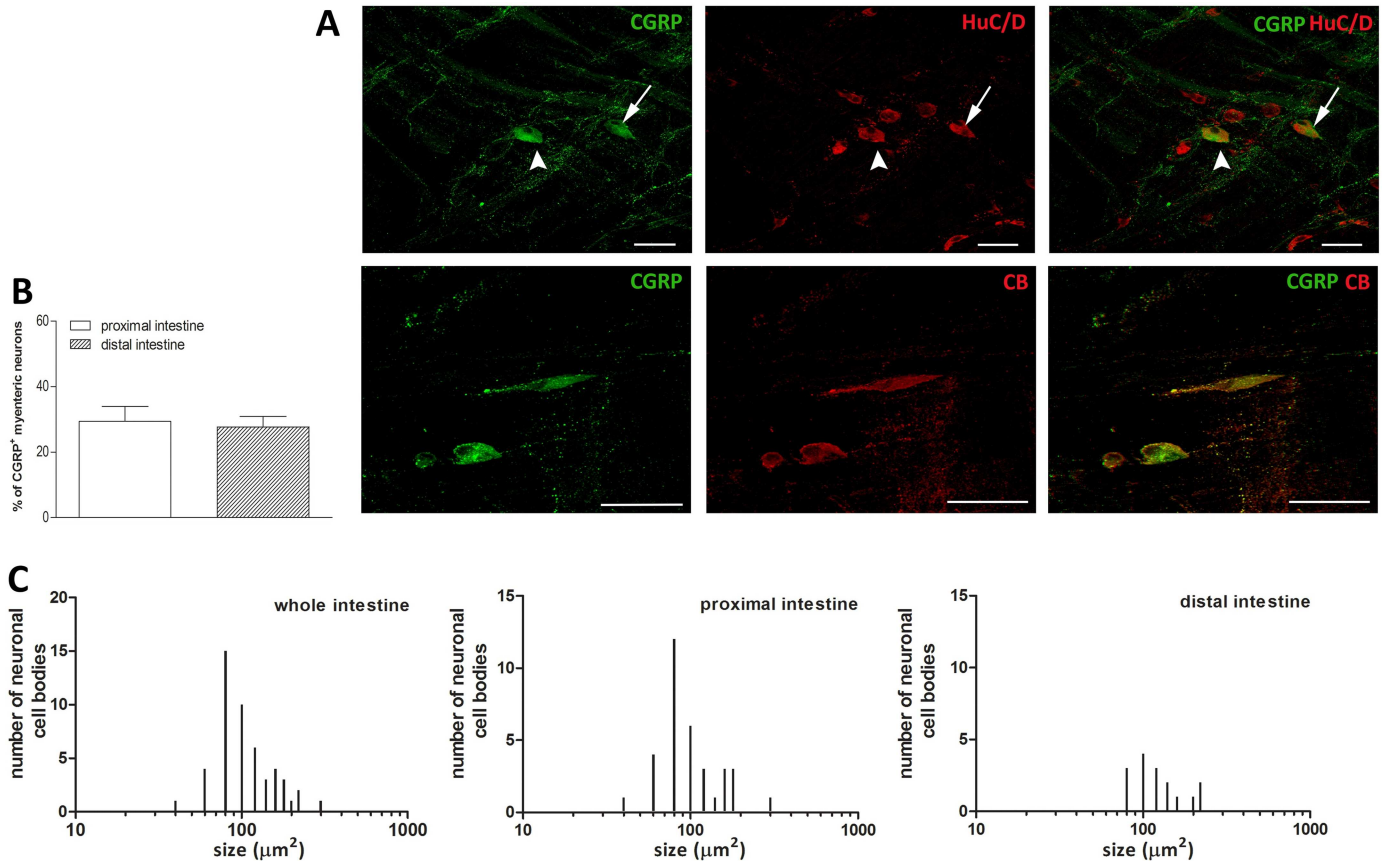 A
CGRP
HuC/D
CGRP HuC/D
CGRP
CB
CGRP CB
B
% of CGRP+ myenteric neurons
60
40
20
0
proximal intestine
distal intestine
C
number of neuronal
cell bodies
20
15
10
5
0
whole intestine
10
100
1000
size (μm²)
number of neuronal
cell bodies
15
10
5
0
proximal intestine
10
100
1000
size (μm²)
number of neuronal
cell bodies
15
10
5
0
distal intestine
10
100
1000
size (μm²)